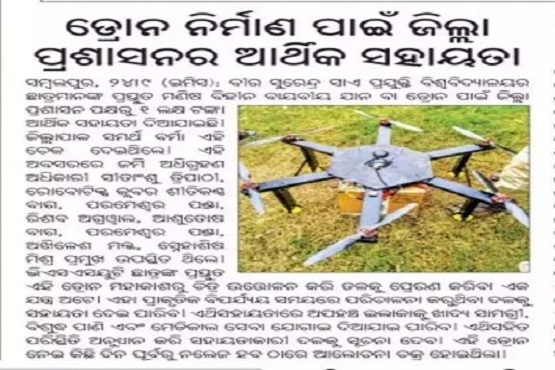 ଡ୍ରୋନ ନିର୍ମାଣ ପାଇଁ ଜିଲ୍ଲା
ପ୍ରଶାସନର ଆର୍ଥିକ ସହାୟତା
ସମ୍ବଲପୁର, ୨୪।୯ (ଇମିସ): ବୀର ସୁରେନ୍ଦ୍ର ସାଏ ପ୍ରଯୁକ୍ତି ବିଶ୍ୱବିଦ୍ୟାଳୟର
ଛାତ୍ରମାନଙ୍କ ପ୍ରସ୍ତୁତ ମଣିଷ ବିହୀନ ବାୟବୀୟ ଯାନ ବା ଡ୍ରୋନ ପାଇଁ ଜିଲ୍ଲା
ପ୍ରଶାସନ ପକ୍ଷରୁ ୧ ଲକ୍ଷ ଟଙ୍କା
ଆର୍ଥିକ ସହାୟତା ଦିଆଯାଇଛି।
ଜିଲ୍ଲାପାଳ ସମର୍ଥ ବର୍ମା ଏହି
ଚେକ ଦେଇଥିଲେ। ଏହି
ଅବସରରେ ଜମି ଅଧିଗ୍ରହଣ
ଅଧିକାରୀ ସୀତାଂଶୁ ତ୍ରିପାଠୀ,
ରୋବୋଟିକ୍ସ କ୍ଲବର ଶୀତିକଣ୍ଠ
ବାଗ, ପରମେଶ୍ୱର ପଣ୍ଡା,
ରିଶବ ଅଗ୍ରୱାଲ, ଆଶୁତୋଷ
ବାଗ, ପରମେଶ୍ୱର ପଣ୍ଡା,
ଅଖିଳେଶ ମଲ୍ଲ, ସ୍ନେହାଶିଷ
ମିଶ୍ର ପ୍ରମୁଖ ଉପସ୍ଥିତ ଥିଲେ।
ଭିଏସଏସୟୁଟି ଛାତ୍ରଙ୍କ ପ୍ରସ୍ତୁତ
ଏହି ଡ୍ରୋନ ମହାକାଶରୁ ଚିତ୍ର ଉତ୍ତୋଳନ କରି ତଳକୁ ପ୍ରେରଣ କରିବା ଏକ
ଯନ୍ତ୍ର ଅଟେ। ଏହା ପ୍ରାକୃତିକ ବିପର୍ଯ୍ୟୟ ସମୟରେ ପରିଚାଳନା କରୁଥିବା ଦଳକୁ
ସହାୟତା ଦେଇ ପାରିବ। ଏଥିସହାୟତାରେ ଅପହଞ୍ଚ ଇଲାକାକୁ ଖାଦ୍ୟ ସାମଗ୍ରୀ,
ବିଶୁଦ୍ଧ ପାଣି ଏବଂ ମେଡିକାଲ ସେବା ଯୋଗାଇ ଦିଆଯାଇ ପାରିବ। ଏଥିସହିତ
ପରିସ୍ଥିତି ଅନୁଧ୍ୟାନ କରି ସହାୟତାକାରୀ ଦଳକୁ ସୂଚନା ଦେବ। ଏହି ଡ୍ରୋନ
ନେଇ କିଛି ଦିନ ପୂର୍ବରୁ ନଲେଜ ହବ ଠାରେ ଆଲୋଚନା ଚକ୍ର ହୋଇଥିଲା।